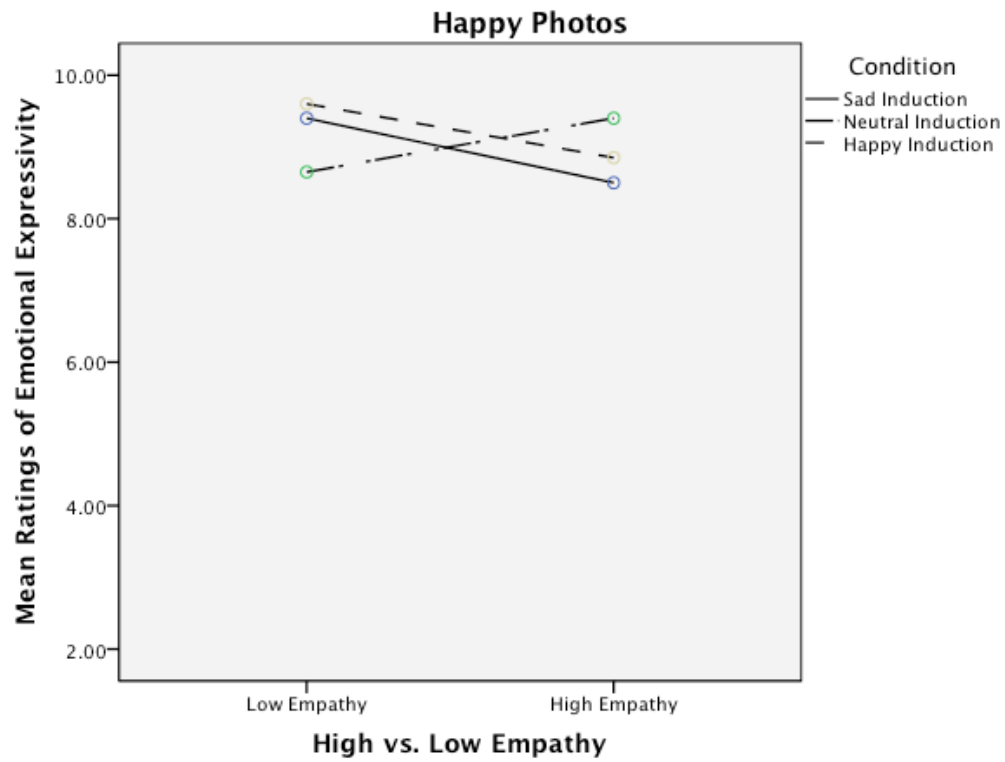 Happy Photos
Mean Ratings of Emotional Expressivity
10.00
8.00
6.00
4.00
2.00
Low Empathy High Empathy
High vs. Low Empathy
Condition
Sad Induction
Neutral Induction
Happy Induction